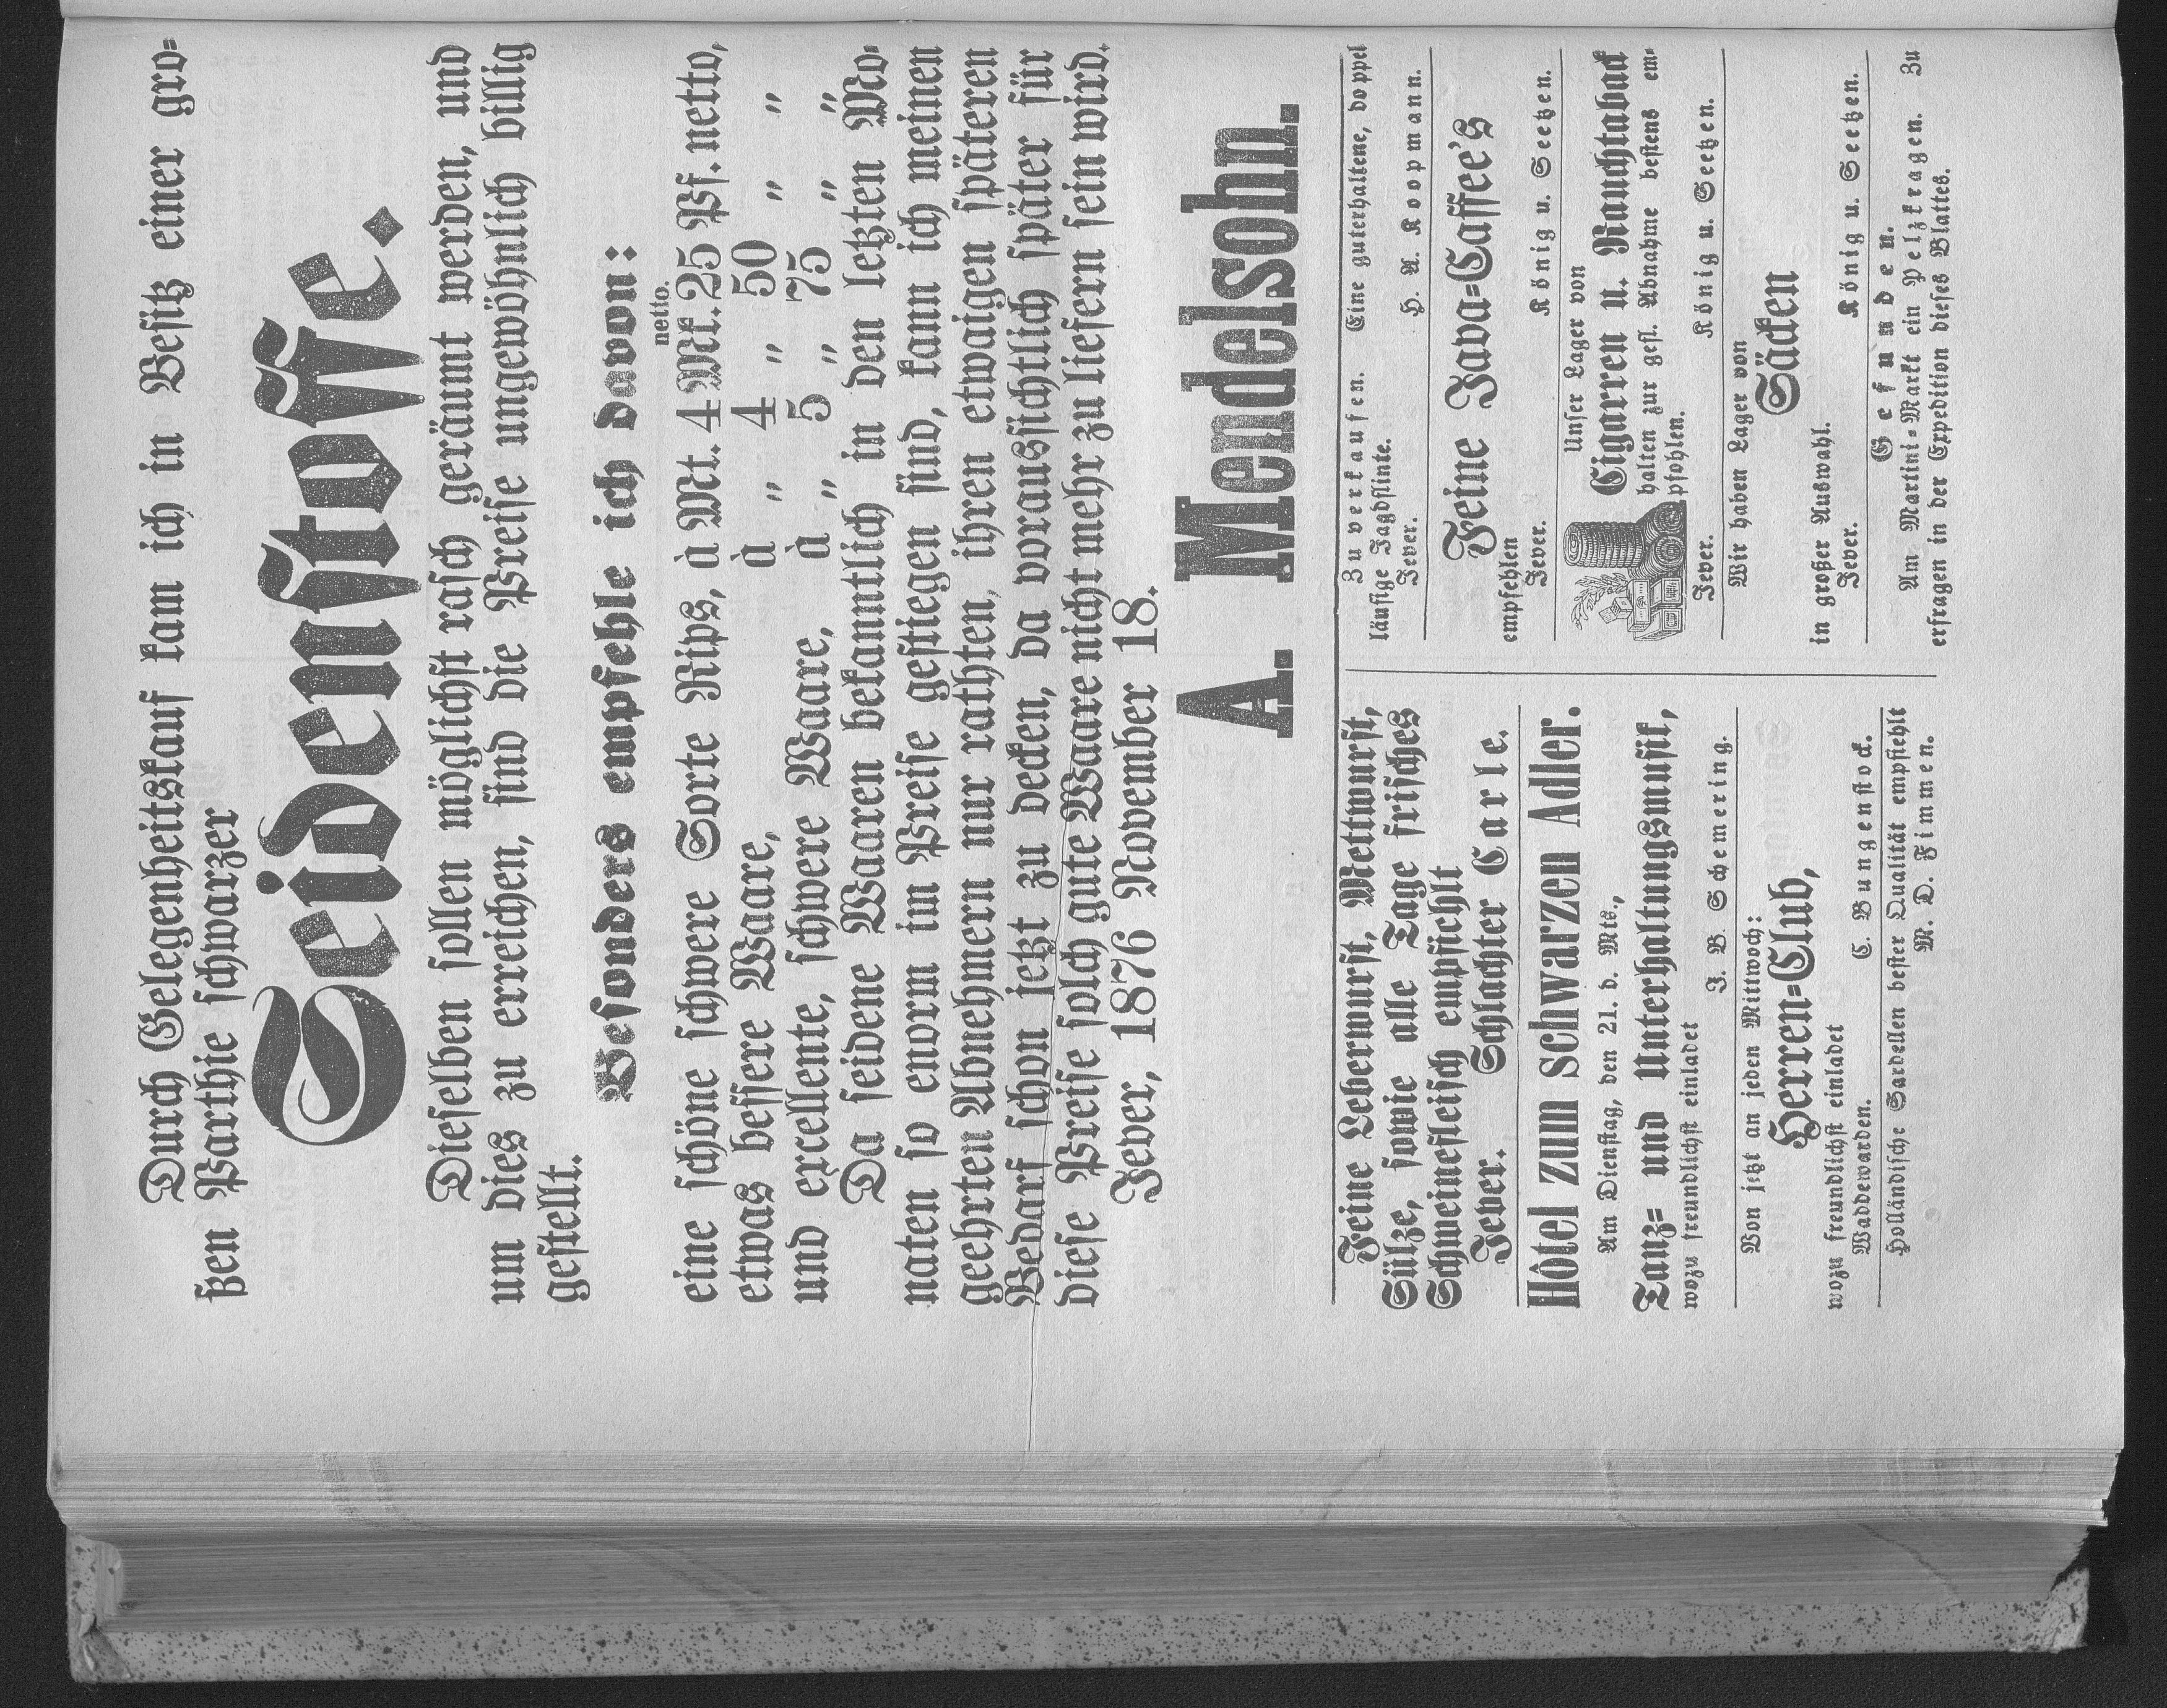 Durch Gelegenheitskauf kam ich in Besitz einer gro-
ßen Parthie schwarzer
Seidenstoffe.
Dieselben sollen möglichst rasch geräumt werden, und
um dies zu erreichen, sind die Preise ungewöhnlich billig
gestellt.
Besonders empfehle ich davon:
netto.
eine schöne schwere Sorte Rips, à Mt. 4 Mk. 25 Pf. netto,
etwas bessere Waare, à „ 4 „ 50 „ „
und excellente, schwere Waare, à „ 5 „ 75 „ „
Da seidene Waaren bekanntlich in den letzten Mo-
naten so enorm im Preise gestiegen sind, kann ich meinen
geehrten Abnehmern nur rathten, ihren etwaigen späteren
Bedarf schon jetzt zu decken, da voraussichtlich später für
diese Preise solch gute Waare nicht mehr zu liefern sein wird.
Jever, 1876 November 18.
A. Mendelsohn.
Feine Leberwurst, Mettwurst,
Sülze, sowie alle Tage frisches
Schweinefleisch empfiehlt
Jever. Schlachter Carle.
Hôtel zum schwarzen Adler.
Am Dienstag, den 21. d. Mts.,
Tanz- und Unterhaltungsmusik,
wozu freundlichst einladet
J. B. Schemering.
Von jetzt an jeden Mittwoch:
Herren-Club,
wozu freundlichst einladet
Waddewarden. C. Bungenstock.
Holländische Sardellen bester Qualität empfiehlt
M. D. Fimmen.
Zu verkaufen. Eine guterhaltene, doppel
läufige Jagdflinte.
Jever. H. A. Koopmann.
Feine Java-Caffee's
empfehlen
Jever. König u. Seetzen.
Unser Lager von
Cigarren u. Rauchtaback
halten zur gefl. Abnahme bestens em-
pfohlen.
Jever. König u. Seetzen.
Wir haben Lager von
Säcken
in großer Auswahl.
Jever. König u. Seetzen.
Gefunden.
Am Martini-Markt ein Pelzkragen. Zu
erfragen in der Expedition dieses Blattes.